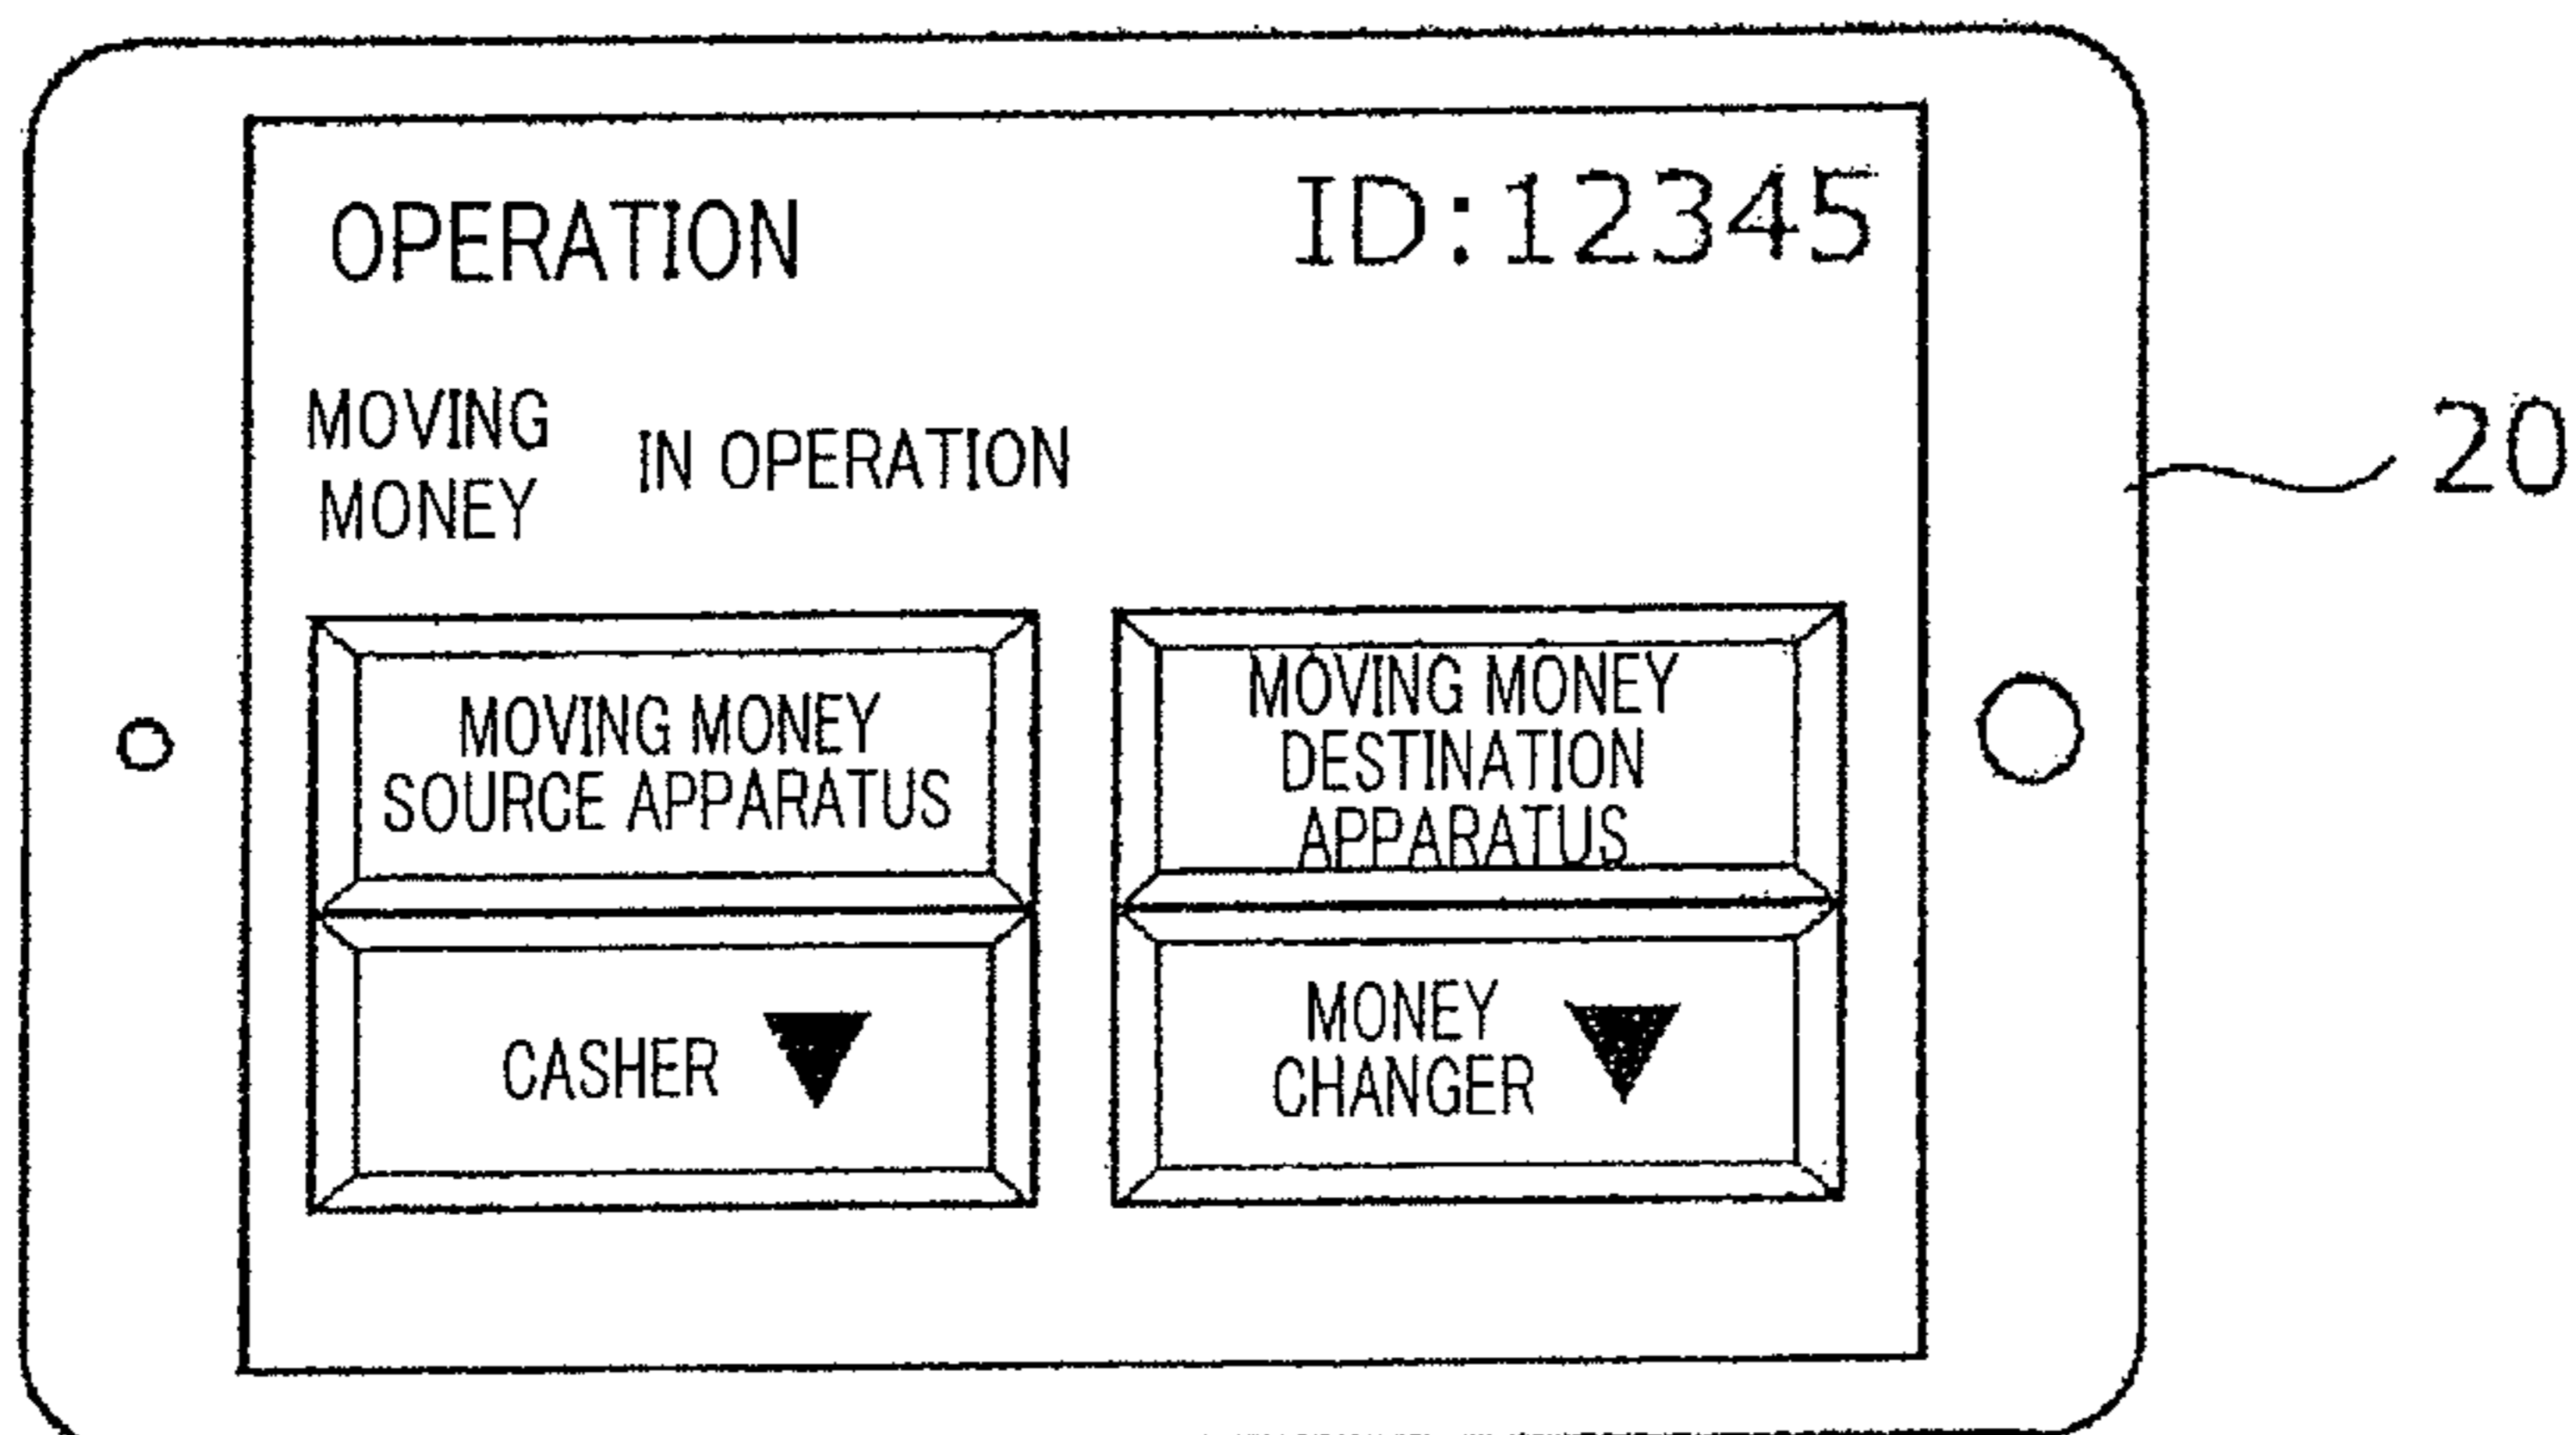 OPERATION
ID:12345
MOVING
MONEY
IN OPERATION
20
MOVING MONEY
SOURCE APPARATUS
MOVING MONEY
DESTINATION
APPARATUS
CASHER
MONEY
CHANGER